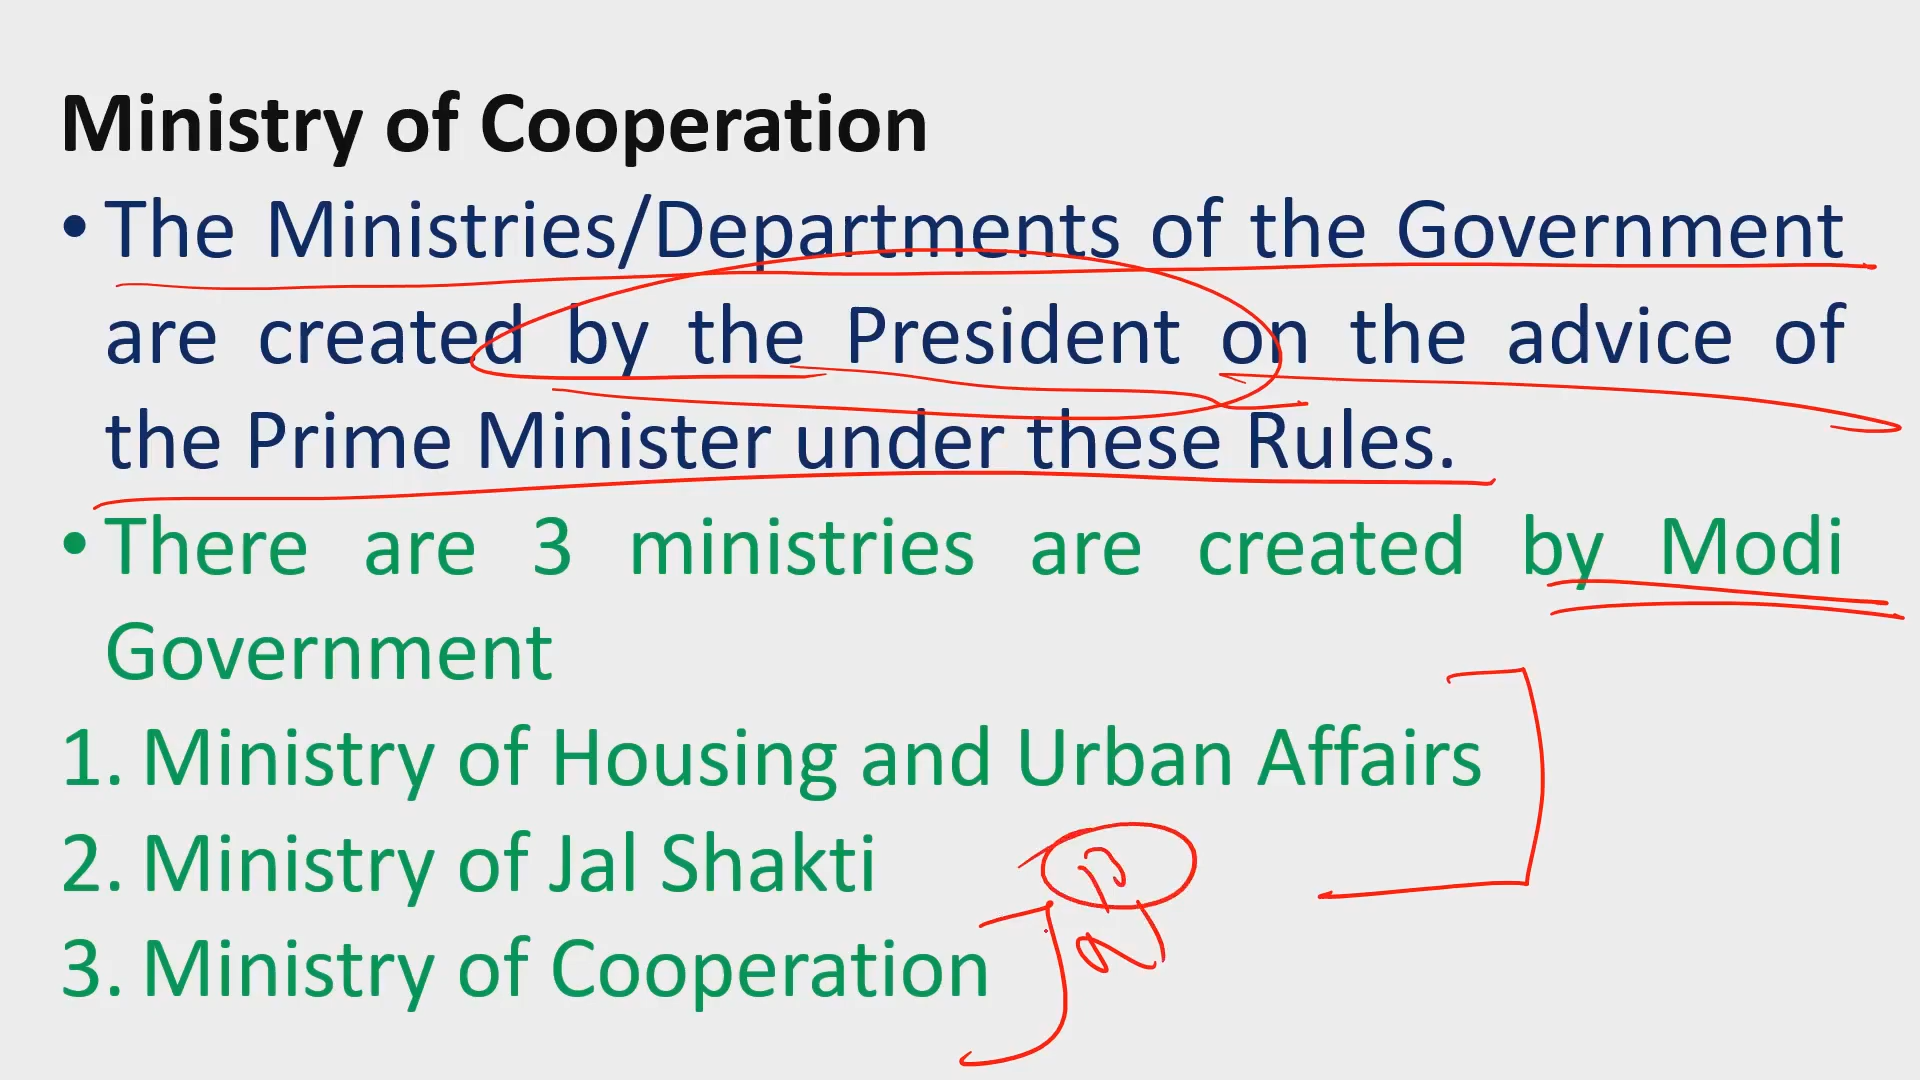 Ministry of Cooperation
• The Ministries/Departments of the Government
are created by the President on the advice of
the Prime Minister under these Rules.
• There are 3 ministries are created by Modi
Government
1. Ministry of Housing and Urban Affairs
2. Ministry of Jal Shakti
3. Ministry of Cooperation